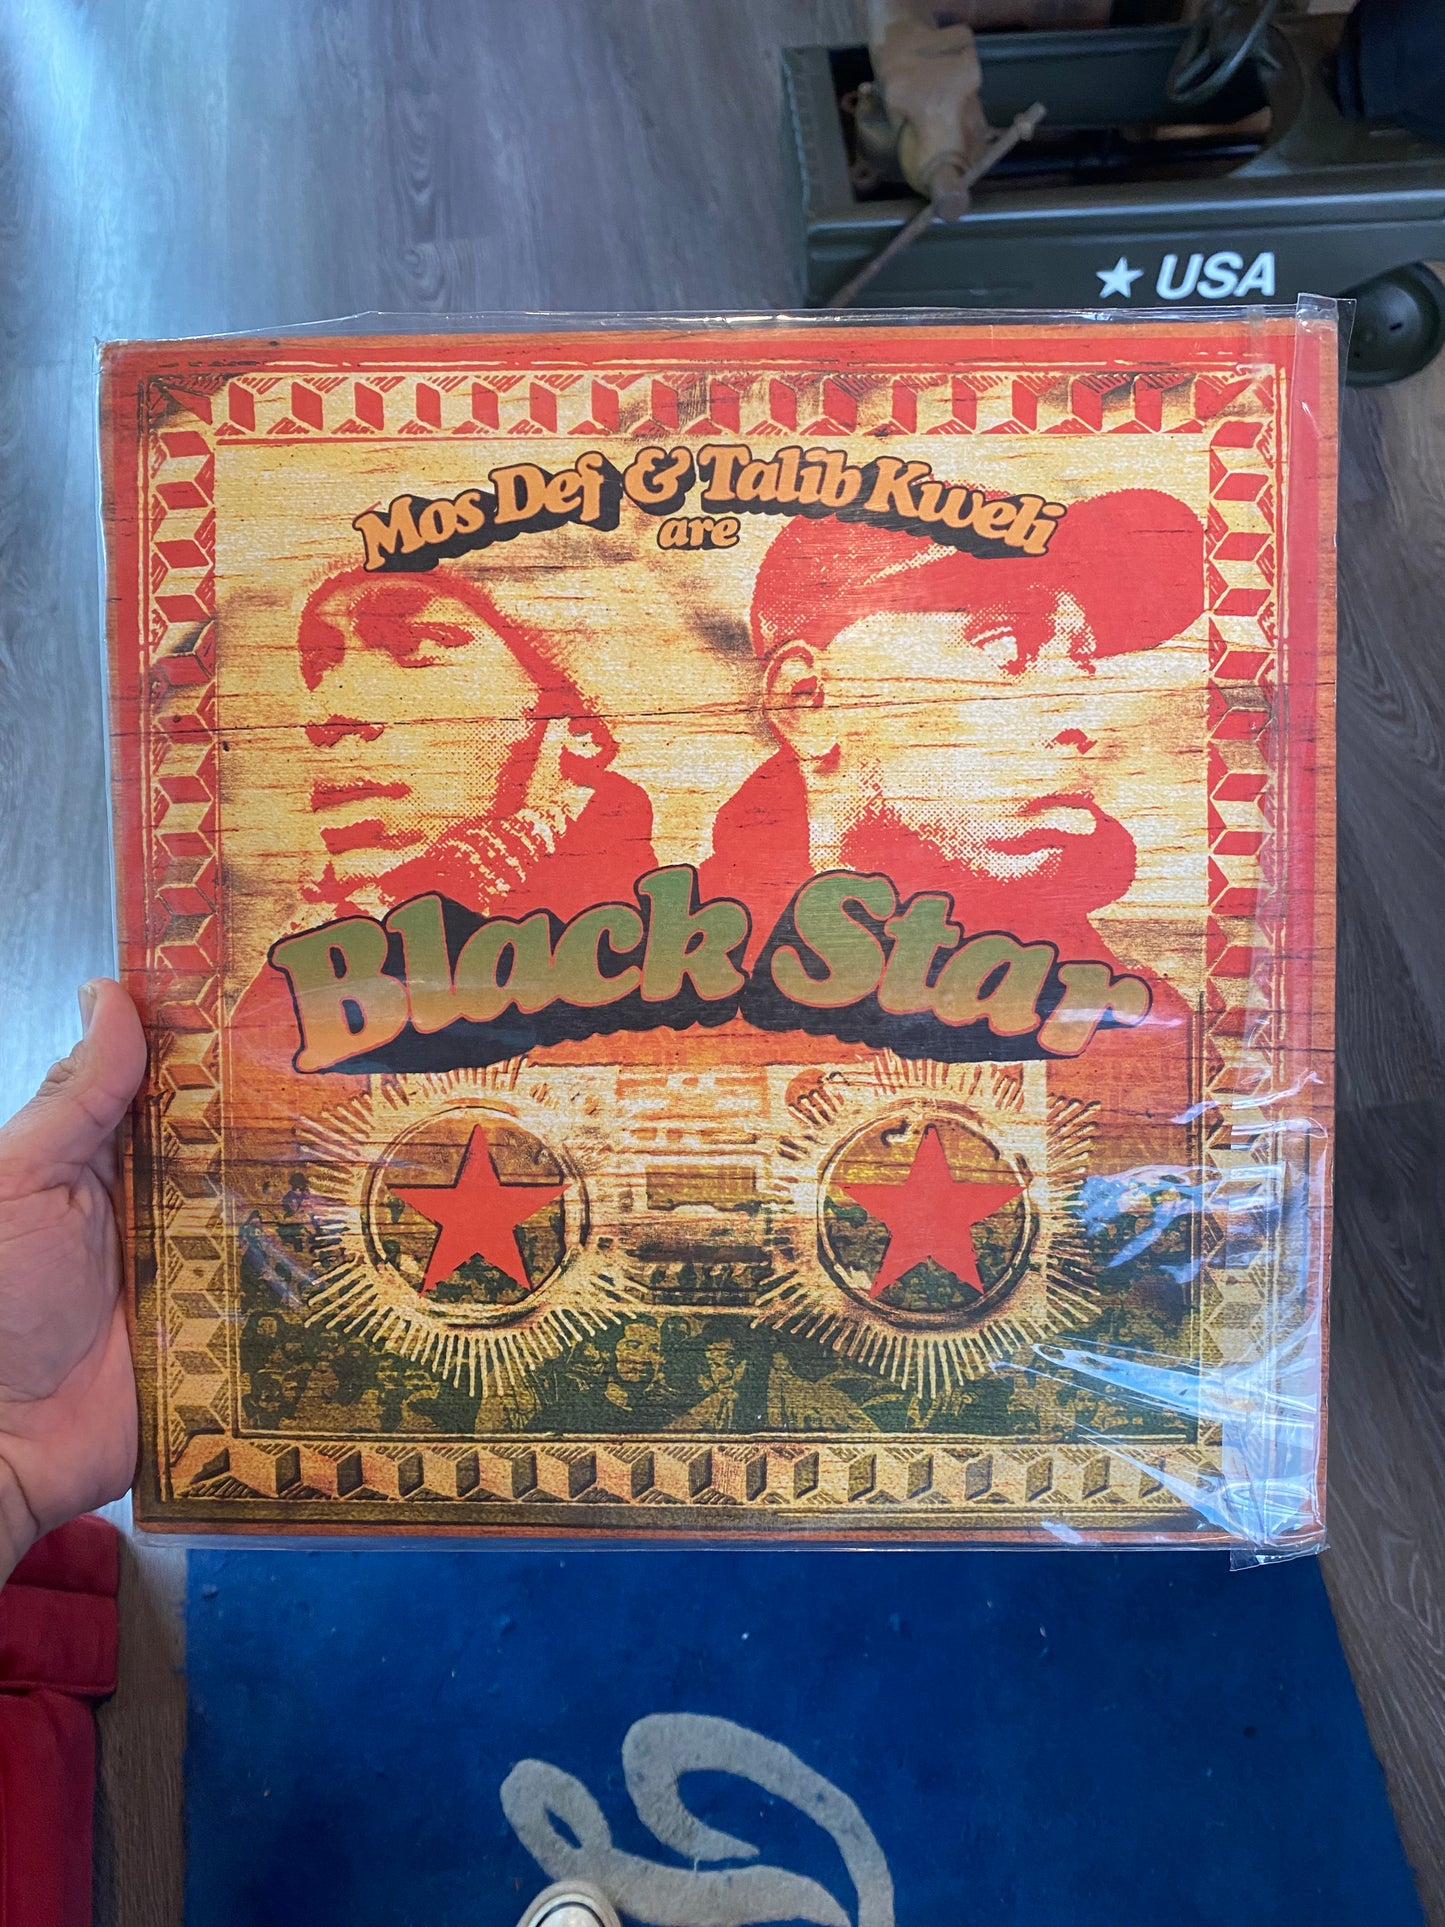 ★ USA
Mos Def & Talib Kweli
are
Black Star